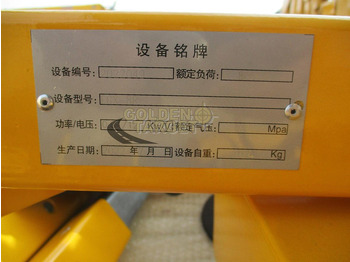 设备铭牌
设备编号: 额定负荷:
设备型号:
功率/电压: Kw/V 额定气压: Mpa
生产日期: 年 月 日 设备自重: Kg
GOLDEN